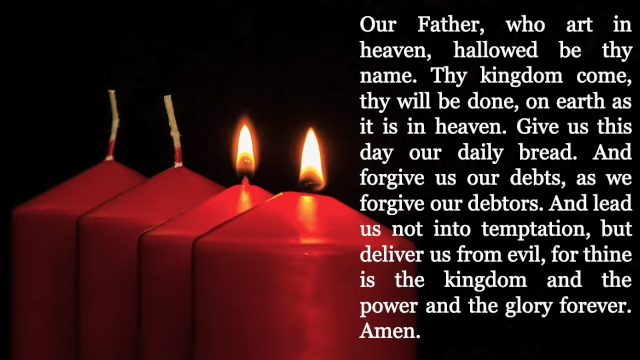 Our Father, who art in
heaven, hallowed be thy
name. Thy kingdom come,
thy will be done, on earth as
it is in heaven. Give us this
day our daily bread. And
forgive us our debts, as we
forgive our debtors. And lead
us not into temptation, but
deliver us from evil, for thine
is the kingdom and the
power and the glory forever.
Amen.